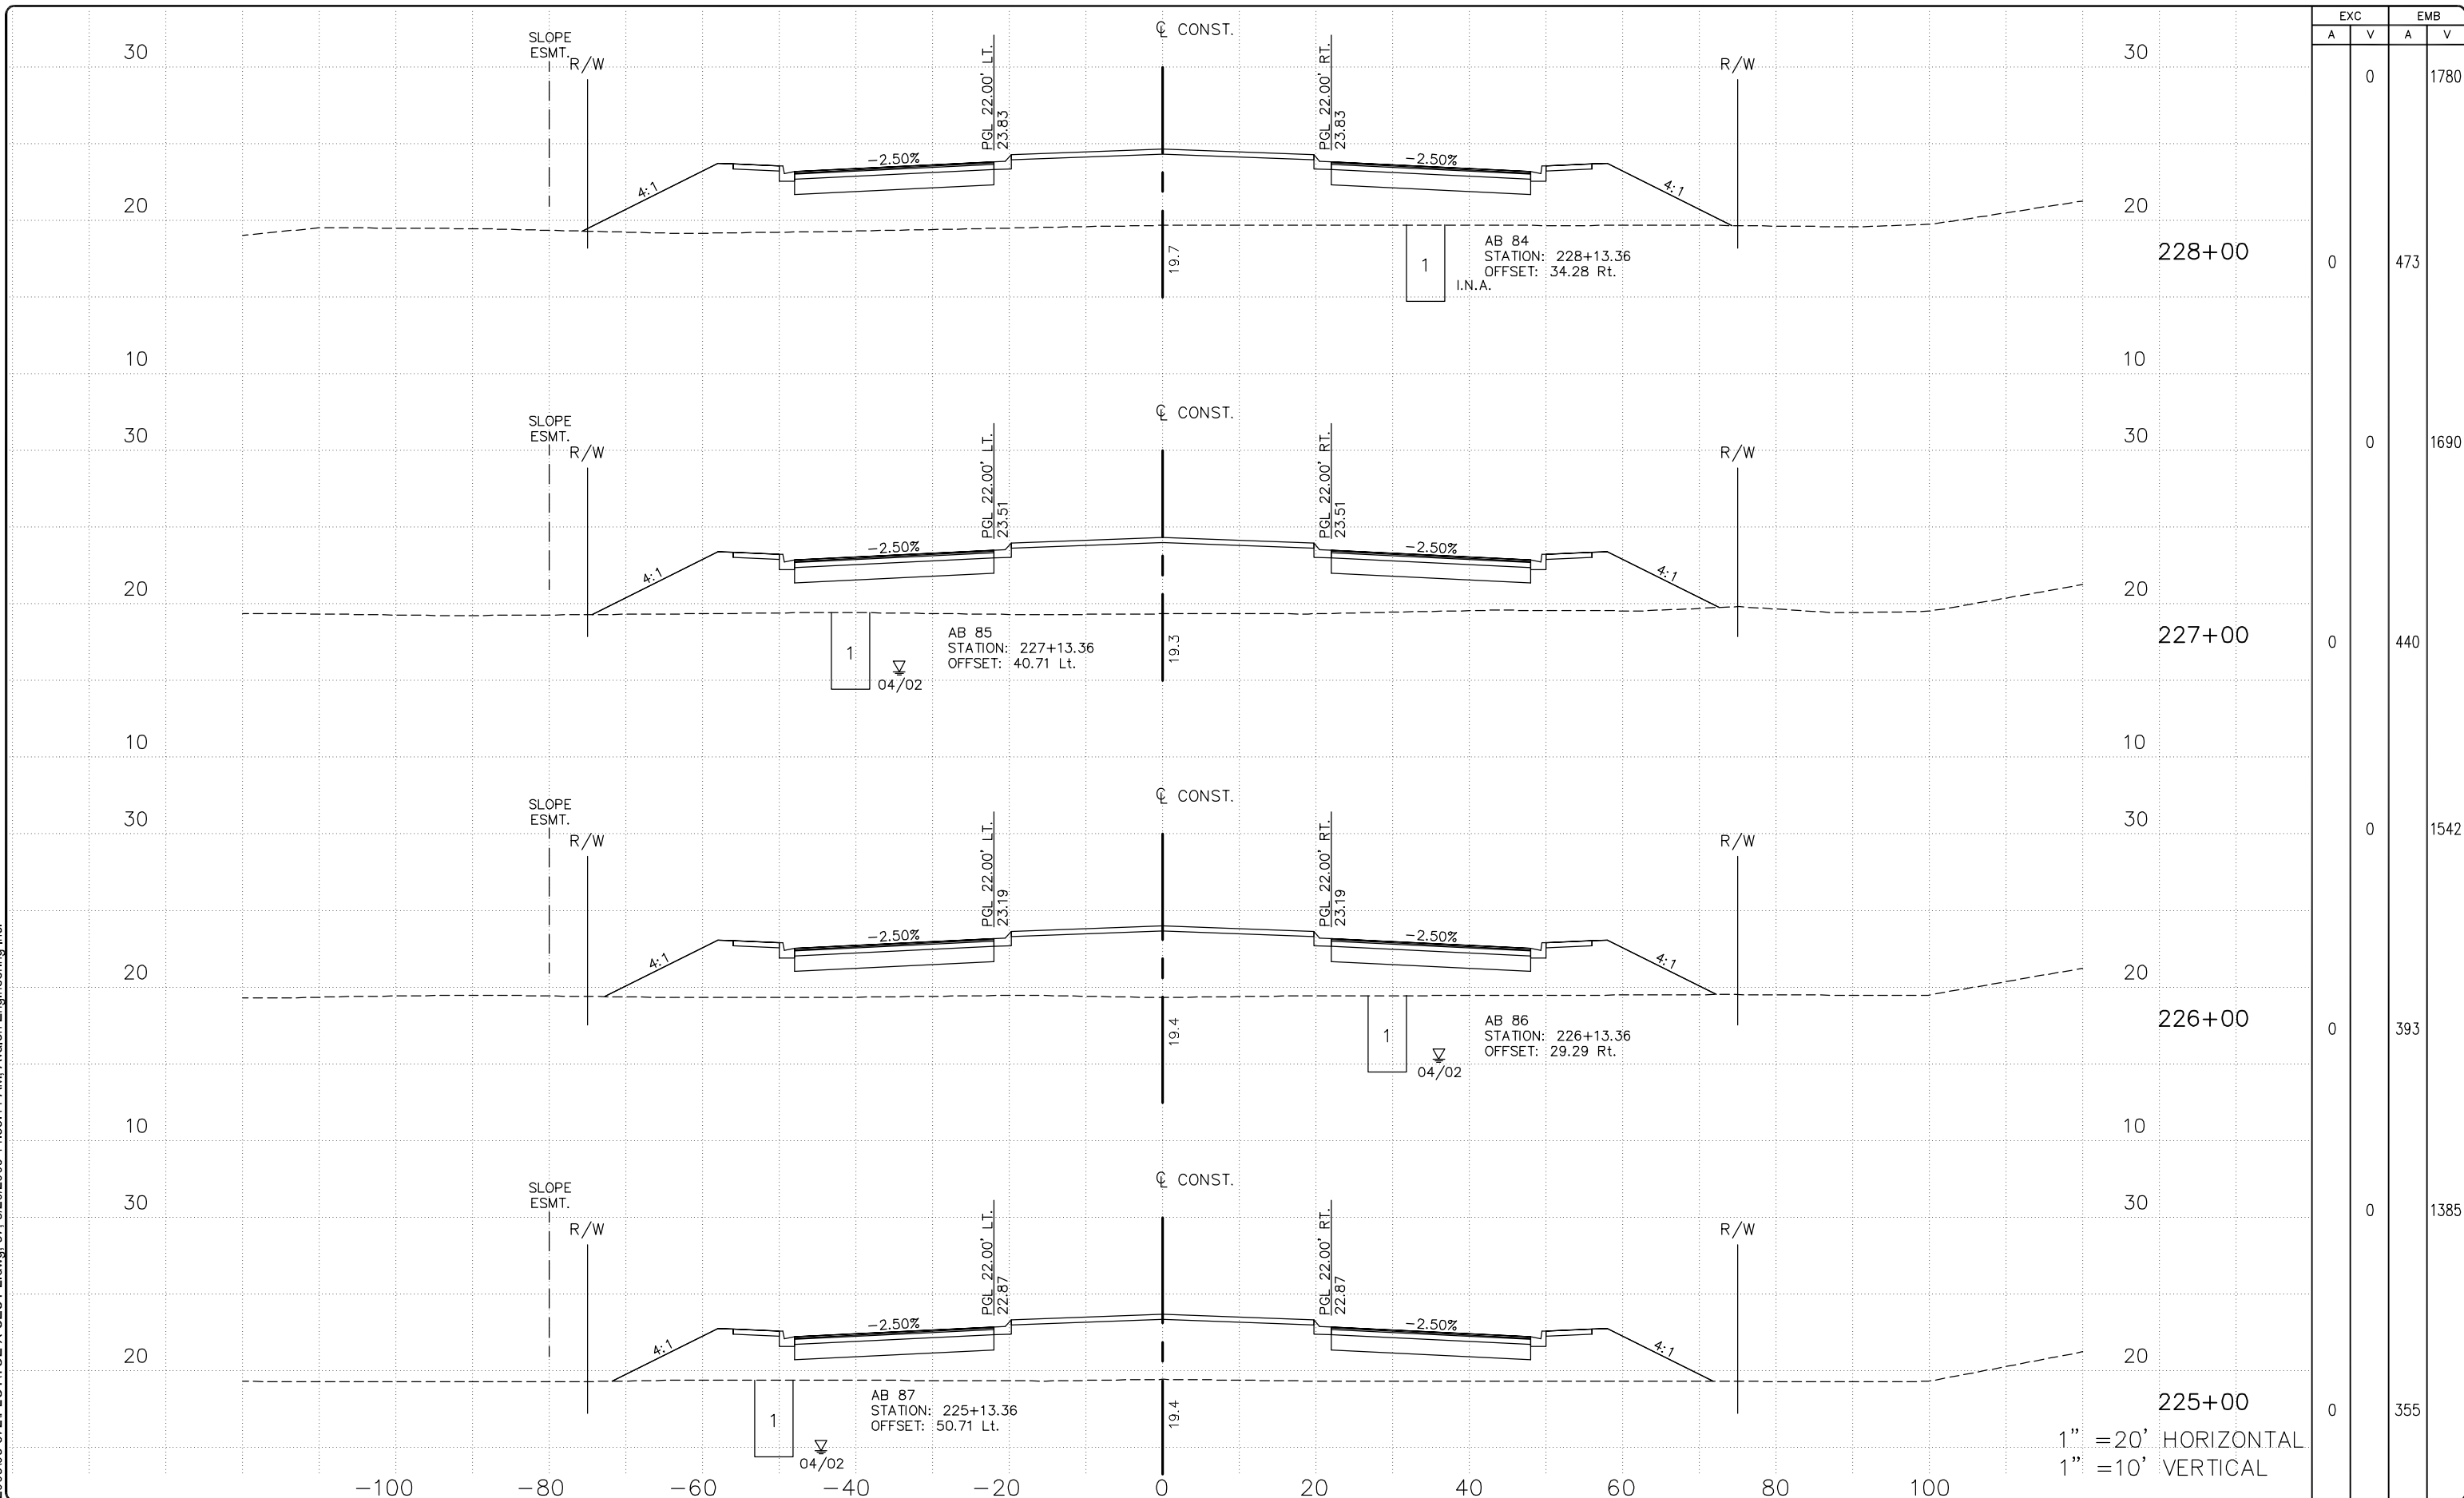 EXC EMB
A V A V
℄ CONST.
SLOPE
ESMT.
R/W
R/W
30
30
PGL 22.00' LT.
23.83
PGL 22.00' RT.
23.83
0 1780
-2.50%
-2.50%
4:1
4:1
20
20
19.7
1
AB 84
STATION: 228+13.36
OFFSET: 34.28 Rt.
I.N.A.
228+00
0 473
10
10
℄ CONST.
SLOPE
ESMT.
R/W
R/W
30
30
PGL 22.00' LT.
23.51
PGL 22.00' RT.
23.51
0 1690
-2.50%
-2.50%
4:1
4:1
20
20
1
04/02
AB 85
STATION: 227+13.36
OFFSET: 40.71 Lt.
19.3
227+00
0 440
10
10
℄ CONST.
SLOPE
ESMT.
R/W
R/W
30
30
PGL 22.00' LT.
23.19
PGL 22.00' RT.
23.19
0 1542
-2.50%
-2.50%
4:1
4:1
20
20
19.4
1
04/02
AB 86
STATION: 226+13.36
OFFSET: 29.29 Rt.
226+00
0 393
10
10
℄ CONST.
SLOPE
ESMT.
R/W
R/W
30
30
PGL 22.00' LT.
22.87
PGL 22.00' RT.
22.87
0 1385
-2.50%
-2.50%
4:1
4:1
20
20
1
04/02
AB 87
STATION: 225+13.36
OFFSET: 50.71 Lt.
19.4
225+00
0 355
1" =20' HORIZONTAL
1" =10' VERTICAL
-100 -80 -60 -40 -20 0 20 40 60 80 100